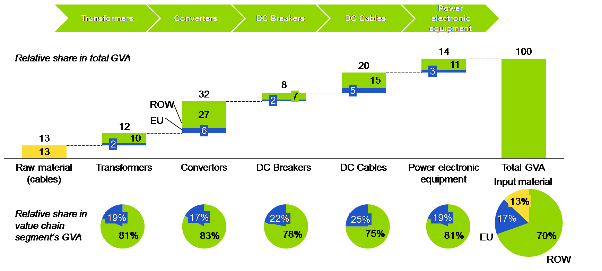 Transformers Converters DC Breakers DC Cables Power electronic equipment
Relative share in total GVA
14 100
20 3 11
8 5 15
32 2 7
ROW 27
EU 6
13 12
13 2 10
Raw material (cables) Transformers Convertors DC Breakers DC Cables Power electronic equipment Total GVA
Input material
Relative share in value chain segment's GVA
19% 81%
17% 83%
22% 78%
25% 75%
19% 81%
13% 17% 70%
EU
ROW